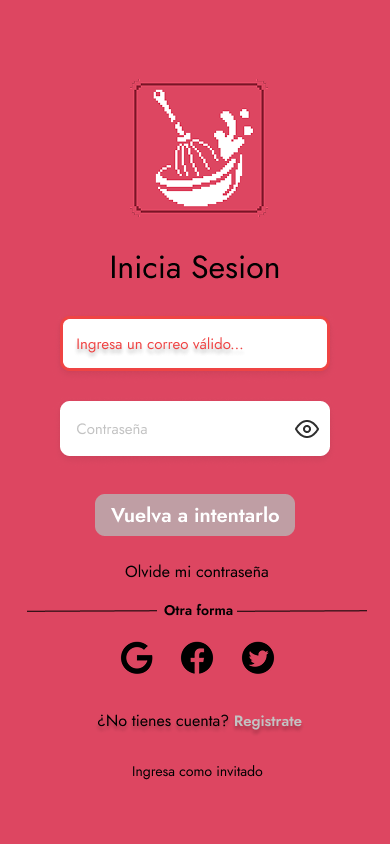 Inicia Sesion
Ingresa un correo válido...
Contraseña
Vuelva a intentarlo
Olvide mi contraseña
Otra forma
¿No tienes cuenta? Registrate
Ingresa como invitado